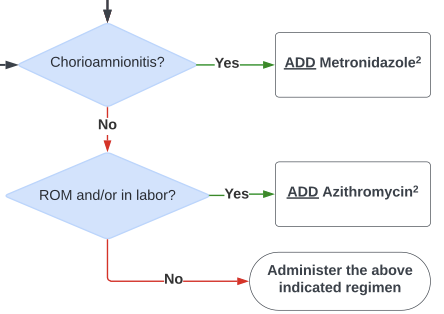 Chorioamnionitis?
Yes
ADD Metronidazole²
No
ROM and/or in labor?
Yes
ADD Azithromycin²
No
Administer the above
indicated regimen